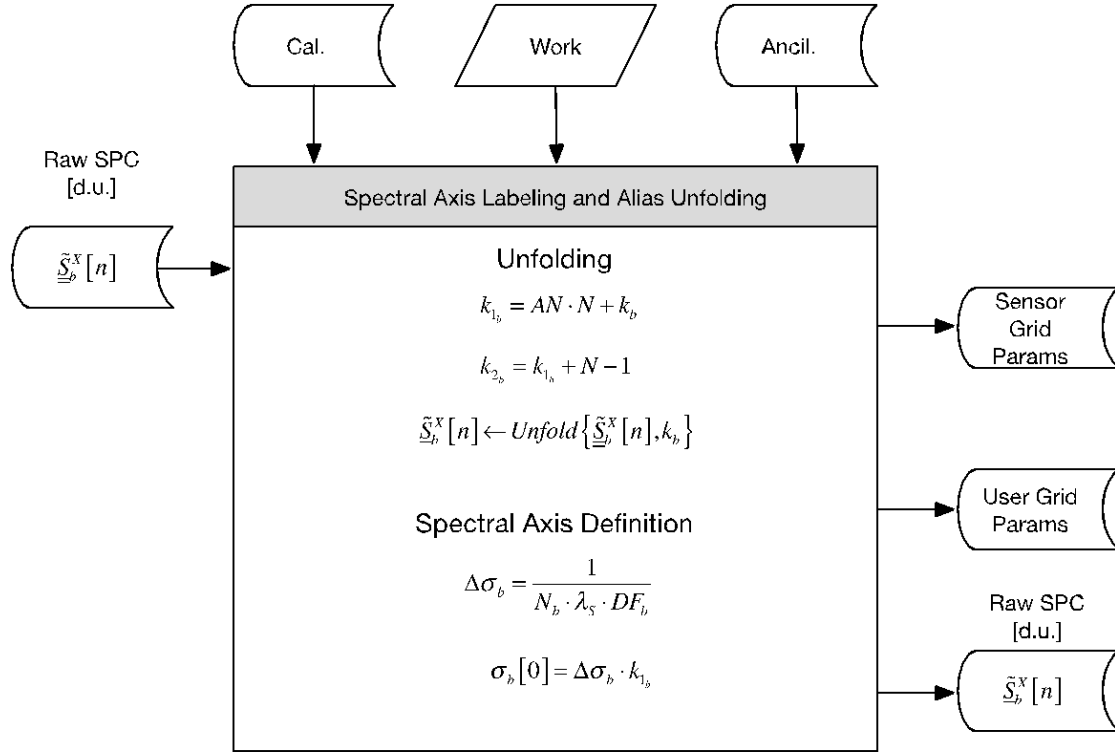 Cal.
Work
Ancil.
Raw SPC
[d.u.]
S̳̃_b^X[n]
Spectral Axis Labeling and Alias Unfolding
Unfolding
k_{1_b} = AN · N + k_b
k_{2_b} = k_{1_b} + N − 1
S̲̃_b^X[n] ← Unfold{S̳̃_b^X[n], k_b}
Spectral Axis Definition
Δσ_b = 1 / (N_b · λ_S · DF_b)
σ_b[0] = Δσ_b · k_{1_b}
Sensor
Grid
Params
User Grid
Params
Raw SPC
[d.u.]
S̲̃_b^X[n]